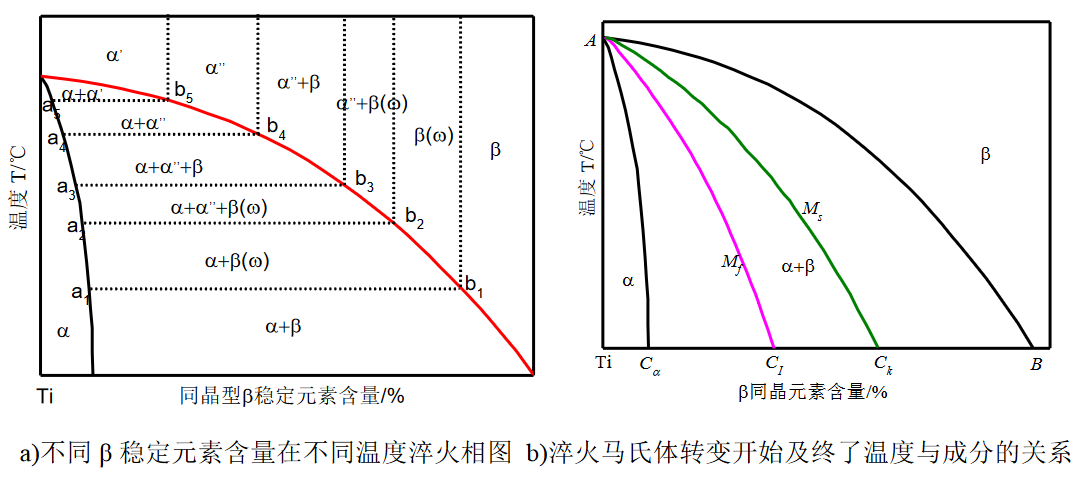 α'
α''
α''+β
α''+β(ω)
β(ω)
β
α+α'
b5
a5
α+α''
b4
a4
α+α''+β
b3
a3
α+α''+β(ω)
b2
a2
α+β(ω)
b1
a1
α
α+β
温度 T/℃
Ti
同晶型β稳定元素含量/%
A
β
温度 T/℃
Ms
Mf
α+β
α
Ti
Cα
CI
Ck
B
β同晶元素含量/%
a)不同 β 稳定元素含量在不同温度淬火相图 b)淬火马氏体转变开始及终了温度与成分的关系